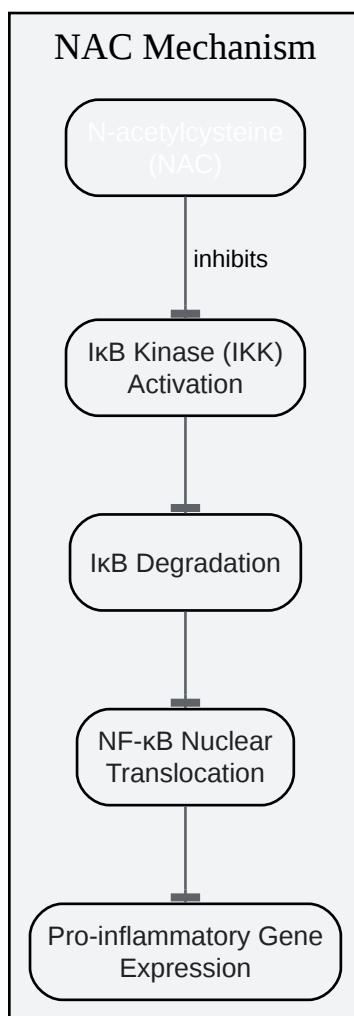 NAC Mechanism
N-acetylcysteine
(NAC)
inhibits
IκB Kinase (IKK)
Activation
IκB Degradation
NF-κB Nuclear
Translocation
Pro-inflammatory Gene
Expression